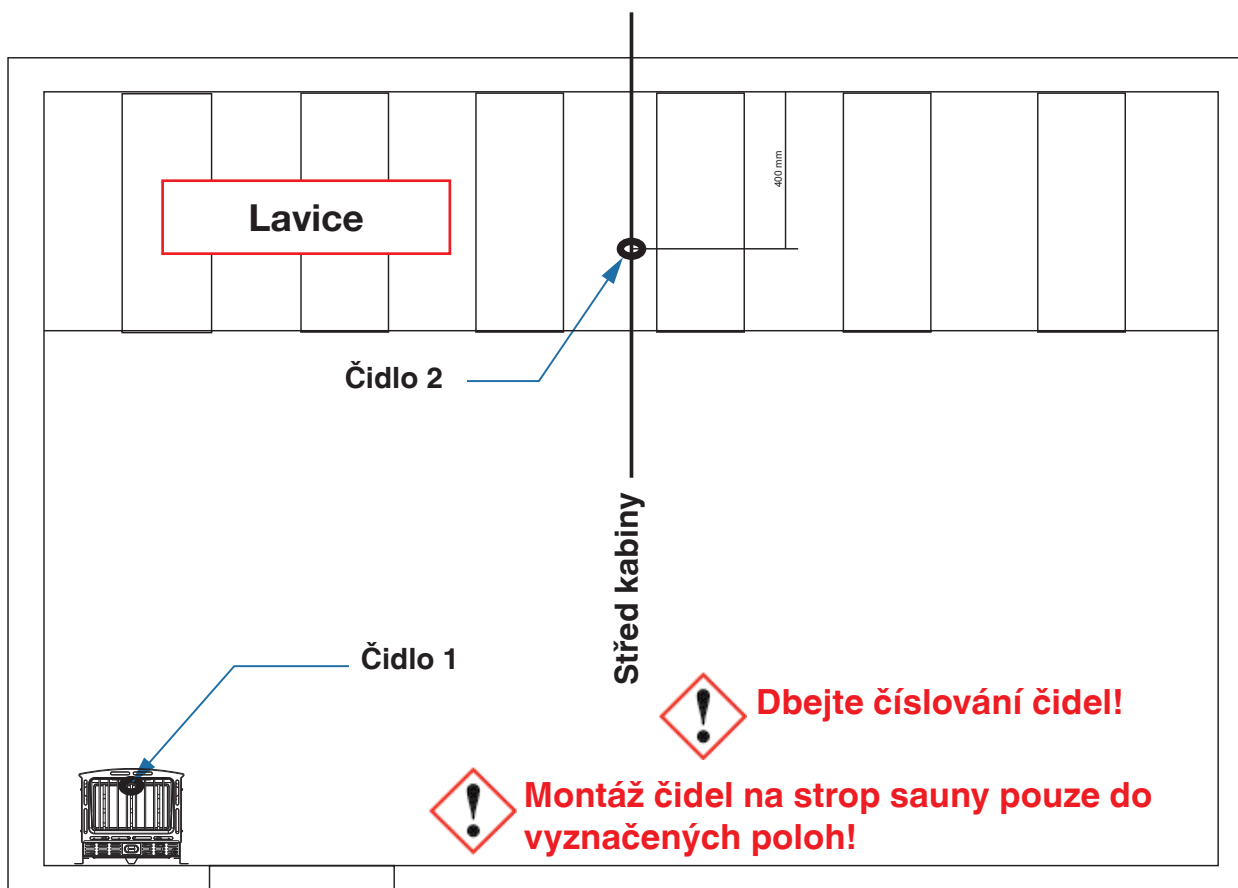 400 mm
Lavice
Čidlo 2
Střed kabiny
Čidlo 1
Dbejte číslování čidel!
Montáž čidel na strop sauny pouze do
vyznačených poloh!